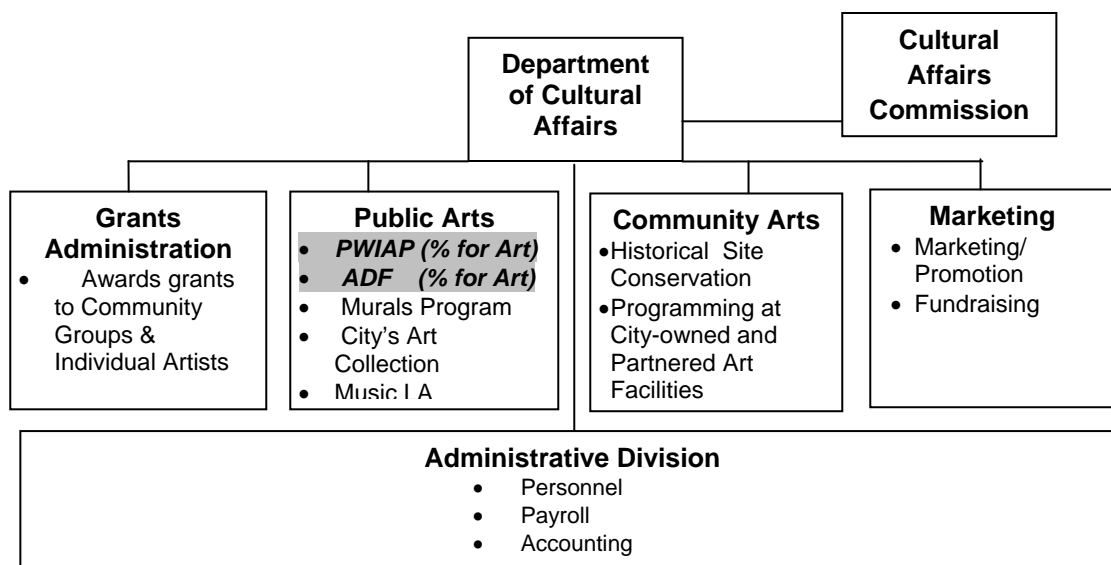 Department
of Cultural
Affairs
Cultural
Affairs
Commission
Grants
Administration
• Awards grants
to Community
Groups &
Individual Artists
Public Arts
• PWIAP (% for Art)
• ADF (% for Art)
• Murals Program
• City’s Art
Collection
• Music LA
Community Arts
•Historical Site
Conservation
•Programming at
City-owned and
Partnered Art
Facilities
Marketing
• Marketing/
Promotion
• Fundraising
Administrative Division
• Personnel
• Payroll
• Accounting